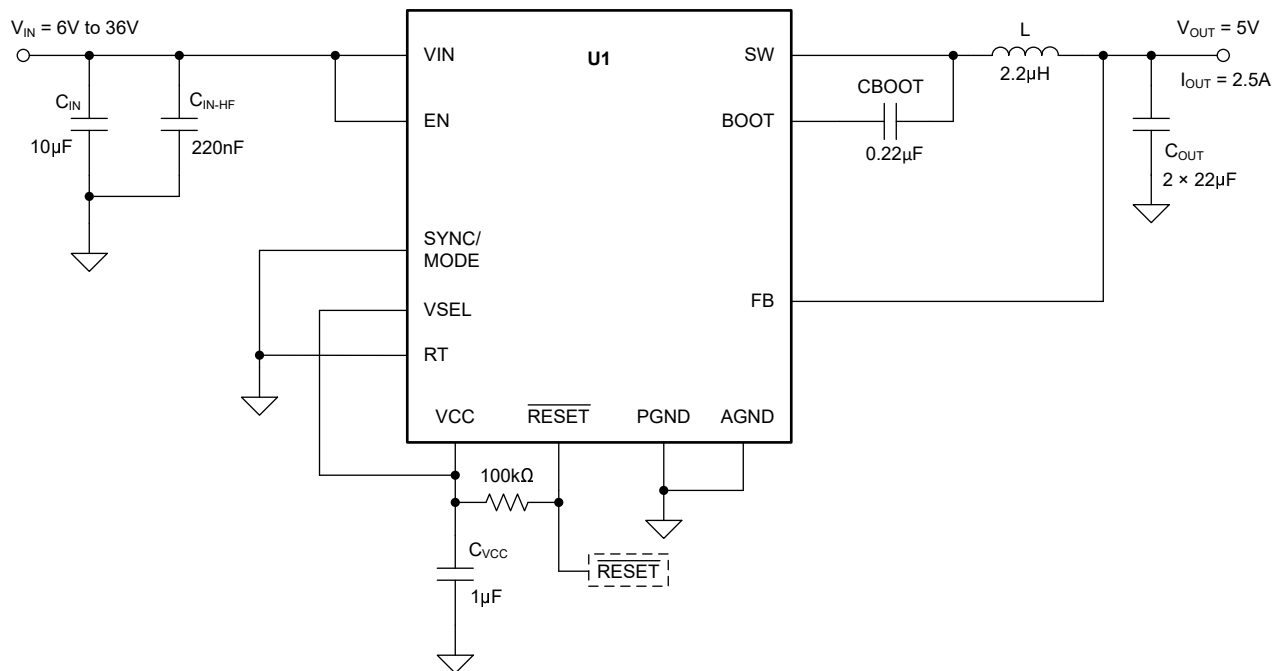 V_IN = 6V to 36V
C_IN
10µF
C_IN-HF
220nF
VIN
EN
SYNC/
MODE
VSEL
RT
VCC
RESET
PGND
AGND
U1
SW
BOOT
FB
CBOOT
0.22µF
L
2.2µH
V_OUT = 5V
I_OUT = 2.5A
C_OUT
2 × 22µF
100kΩ
C_VCC
1µF
RESET